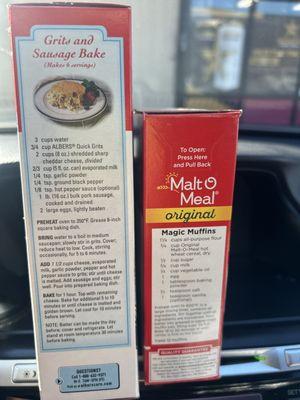 Grits and
Sausage Bake
(Makes 6 servings)
3 cups water
3/4 cup ALBERS® Quick Grits
2 cups (8 oz.) shredded sharp
cheddar cheese, divided
2/3 cup (5 fl. oz. can) evaporated milk
1/4 tsp. garlic powder
1/4 tsp. ground black pepper
1/8 tsp. hot pepper sauce (optional)
1 lb. (16 oz.) bulk pork sausage,
cooked and drained
2 large eggs, lightly beaten
PREHEAT oven to 350°F. Grease 8-inch
square baking dish.
BRING water to a boil in medium
saucepan; slowly stir in grits. Cover;
reduce heat to low. Cook, stirring
occasionally, for 5 to 6 minutes.
ADD 1 1/2 cups cheese, evaporated
milk, garlic powder, pepper and hot
pepper sauce to grits; stir until cheese
is melted. Add sausage and eggs; stir
well. Pour into prepared baking dish.
BAKE for 1 hour. Top with remaining
cheese. Bake for additional 5 to 10
minutes or until cheese is melted and
golden brown. Let cool for 10 minutes
before serving.
NOTE: Batter can be made the day
before; cover and refrigerate. Let
stand at room temperature 30 minutes
before baking.
QUESTIONS?
To Open:
Press Here
and Pull Back
Malt O
Meal®
original
Magic Muffins
1 1/4 cups all-purpose flour
cup Original
Malt-O-Meal hot
wheat cereal, dry
cup sugar
cup milk
cup vegetable oil
1 egg
1 tablespoon baking
powder
teaspoon salt
teaspoon vanilla
(optional)
QUALITY GUARANTEE